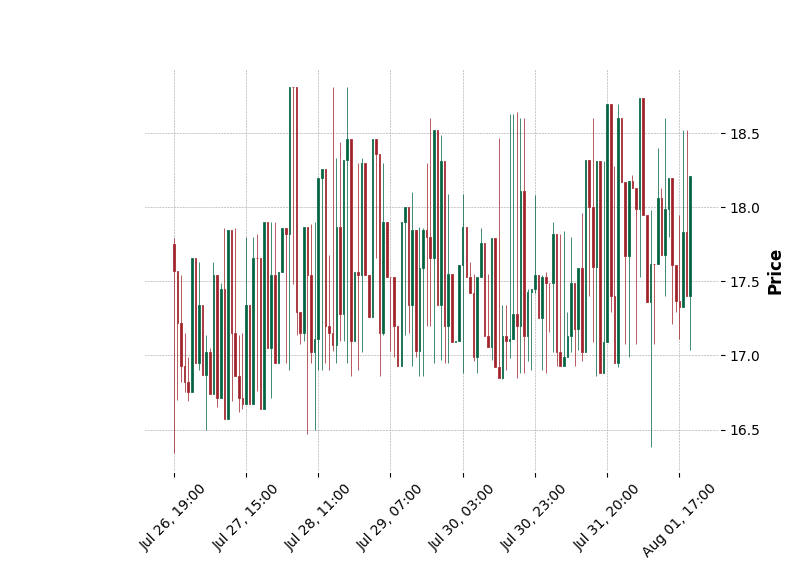 18.5
18.0
17.5
17.0
16.5
Price
Jul 26, 19:00
Jul 27, 15:00
Jul 28, 11:00
Jul 29, 07:00
Jul 30, 03:00
Jul 30, 23:00
Jul 31, 20:00
Aug 01, 17:00